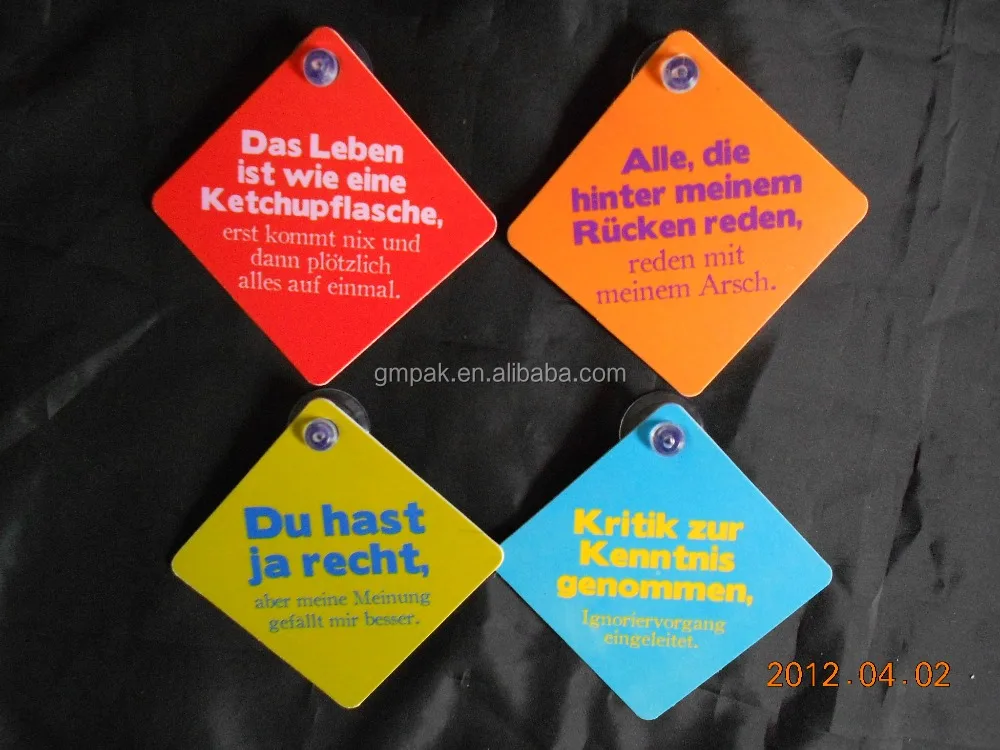 Das Leben
ist wie eine
Ketchupflasche,
erst kommt nix und
dann plötzlich
alles auf einmal.
Alle, die
hinter meinem
Rücken reden,
reden mit
meinem Arsch.
gmpak.en.alibaba.com
Du hast
ja recht,
aber meine Meinung
gefällt mir besser.
Kritik zur
Kenntnis
genommen,
Ignoriervorgang
eingeleitet.
2012.04.02